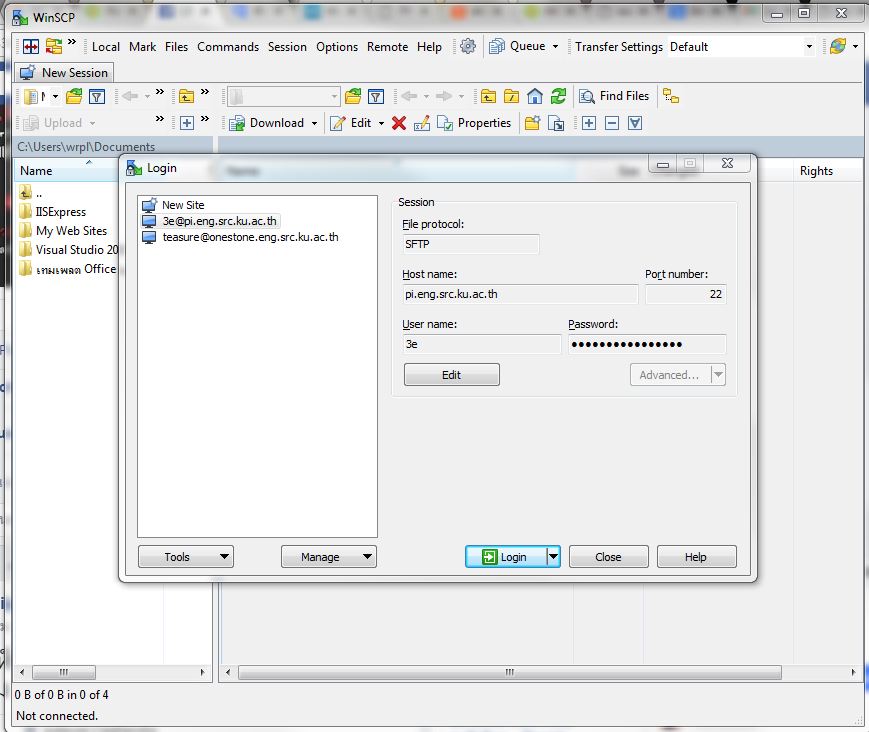 WinSCP
Local Mark Files Commands Session Options Remote Help Queue Transfer Settings Default
New Session
Find Files
Upload Download Edit Properties
C:\Users\wrpl\Documents
Name Rights
..
IISExpress
My Web Sites
Visual Studio 20
เทมเพลต Office
Login
New Site
3e@pi.eng.src.ku.ac.th
teasure@onestone.eng.src.ku.ac.th
Session
File protocol:
SFTP
Host name: Port number:
pi.eng.src.ku.ac.th 22
User name: Password:
3e ●●●●●●●●●●●●●●●●
Edit Advanced...
Tools Manage Login Close Help
0 B of 0 B in 0 of 4
Not connected.